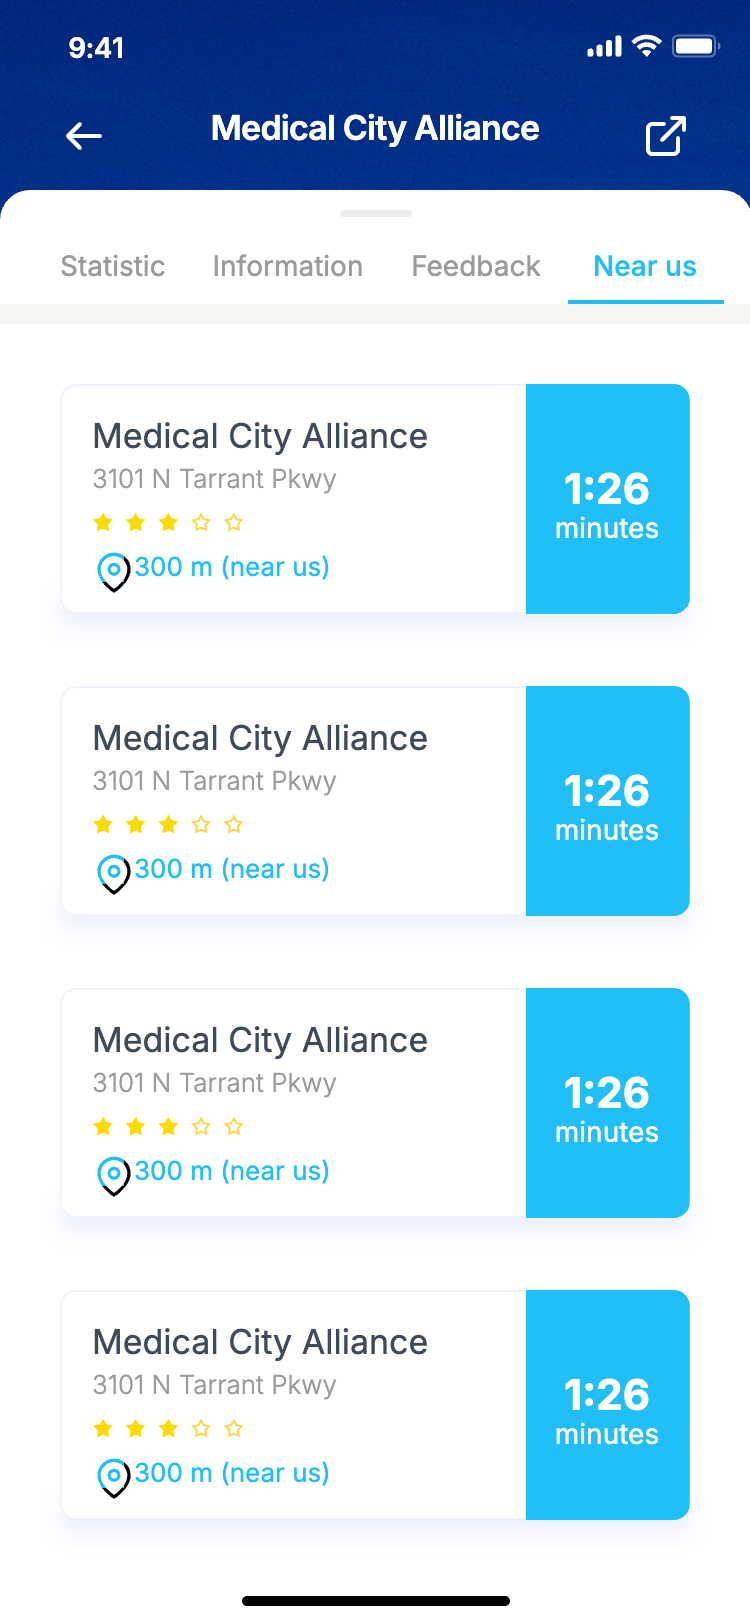 9:41
Medical City Alliance
Statistic Information Feedback Near us
Medical City Alliance
3101 N Tarrant Pkwy
300 m (near us)
1:26
minutes
Medical City Alliance
3101 N Tarrant Pkwy
300 m (near us)
1:26
minutes
Medical City Alliance
3101 N Tarrant Pkwy
300 m (near us)
1:26
minutes
Medical City Alliance
3101 N Tarrant Pkwy
300 m (near us)
1:26
minutes